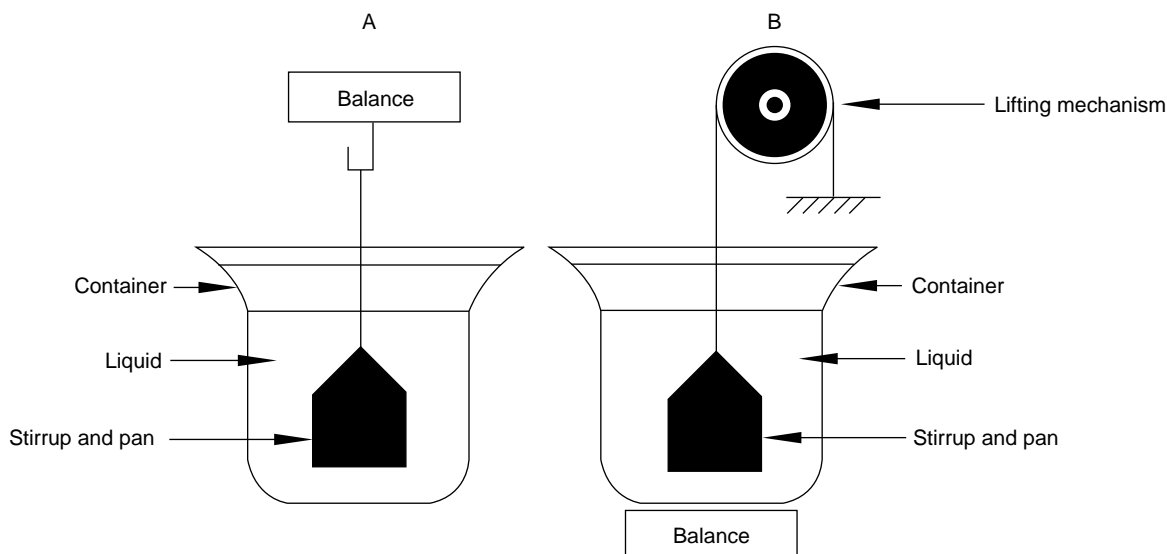 A
B
Balance
Lifting mechanism
Container
Container
Liquid
Liquid
Stirrup and pan
Stirrup and pan
Balance